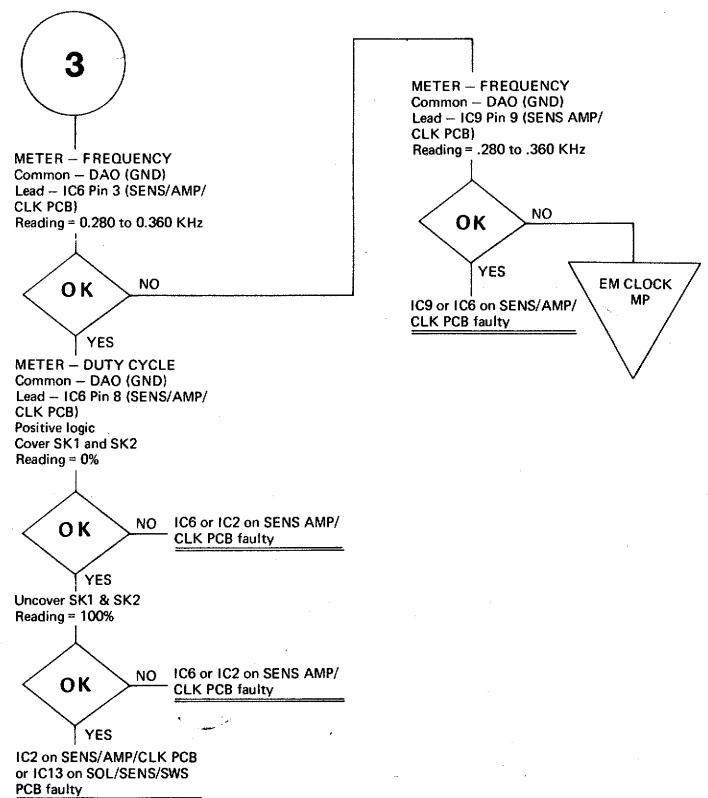 3
METER – FREQUENCY
Common – DAO (GND)
Lead – IC6 Pin 3 (SENS/AMP/
CLK PCB)
Reading = 0.280 to 0.360 KHz
OK
NO
YES
METER – DUTY CYCLE
Common – DAO (GND)
Lead – IC6 Pin 8 (SENS/AMP/
CLK PCB)
Positive logic
Cover SK1 and SK2
Reading = 0%
OK
NO
IC6 or IC2 on SENS AMP/
CLK PCB faulty
YES
Uncover SK1 & SK2
Reading = 100%
OK
NO
IC6 or IC2 on SENS AMP/
CLK PCB faulty
YES
IC2 on SENS/AMP/CLK PCB
or IC13 on SOL/SENS/SWS
PCB faulty
METER – FREQUENCY
Common – DAO (GND)
Lead – IC9 Pin 9 (SENS AMP/
CLK PCB)
Reading = .280 to .360 KHz
OK
NO
YES
IC9 or IC6 on SENS/AMP/
CLK PCB faulty
EM CLOCK
MP